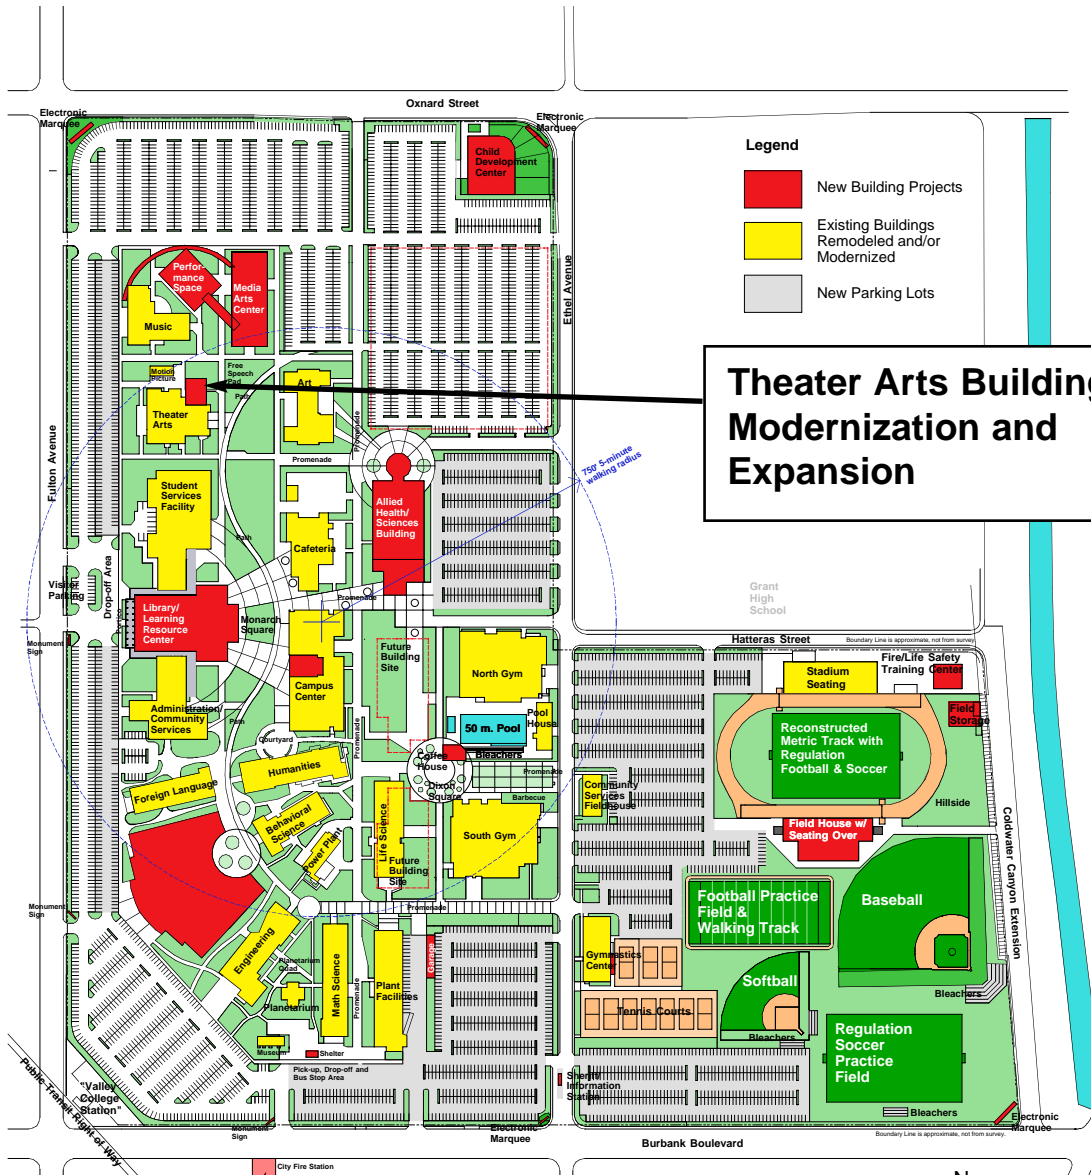 Oxnard Street
Electronic
Marquee
Electronic
Marquee
Child
Development
Center
Legend
New Building Projects
Existing Buildings
Remodeled and/or
Modernized
New Parking Lots
Perfor-
mance
Space
Media
Arts
Center
Music
Ethel Avenue
Motion
Picture
Free
Speech
Pad
Path
Art
Theater
Arts
Theater Arts Building
Modernization and
Expansion
Fulton Avenue
Promenade
Promenade
750' 5-minute
walking radius
Student
Services
Facility
Allied
Health/
Sciences
Building
Path
Cafeteria
Visitor
Parking
Drop-off Area
Portico
Library/
Learning
Resource
Center
Monarch
Square
Promenade
Grant
High
School
Monument
Sign
Hatteras Street
Boundary Line is approximate, not from survey.
Future
Building
Site
North Gym
Stadium
Seating
Fire/Life Safety
Training Center
Campus
Center
Administration/
Community
Services
Path
Courtyard
Promenade
50 m. Pool
Pool
House
Bleachers
Field
Storage
Reconstructed
Metric Track with
Regulation
Football & Soccer
Coffee
House
Dixon
Square
Promenade
Barbecue
Humanities
Foreign Language
Behavioral
Science
Power Plant
Life Science
Future
Building
Site
South Gym
Community
Services
Fieldhouse
Hillside
Field House w/
Seating Over
Coldwater Canyon Extension
Monument
Sign
Promenade
Football Practice
Field &
Walking Track
Baseball
Engineering
Planetarium
Quad
Planetarium
Math Science
Promenade
Plant
Facilities
Garage
Gymnastics
Center
Softball
Bleachers
Tennis Courts
Bleachers
Regulation
Soccer
Practice
Field
Museum
Shelter
Pick-up, Drop-off and
Bus Stop Area
Sheriff/
Information
Station
"Valley
College
Station"
Public Transit Right of Way
Monument
Sign
Electronic
Marquee
Bleachers
Electronic
Marquee
Burbank Boulevard
Boundary Line is approximate, not from survey.
City Fire Station
N